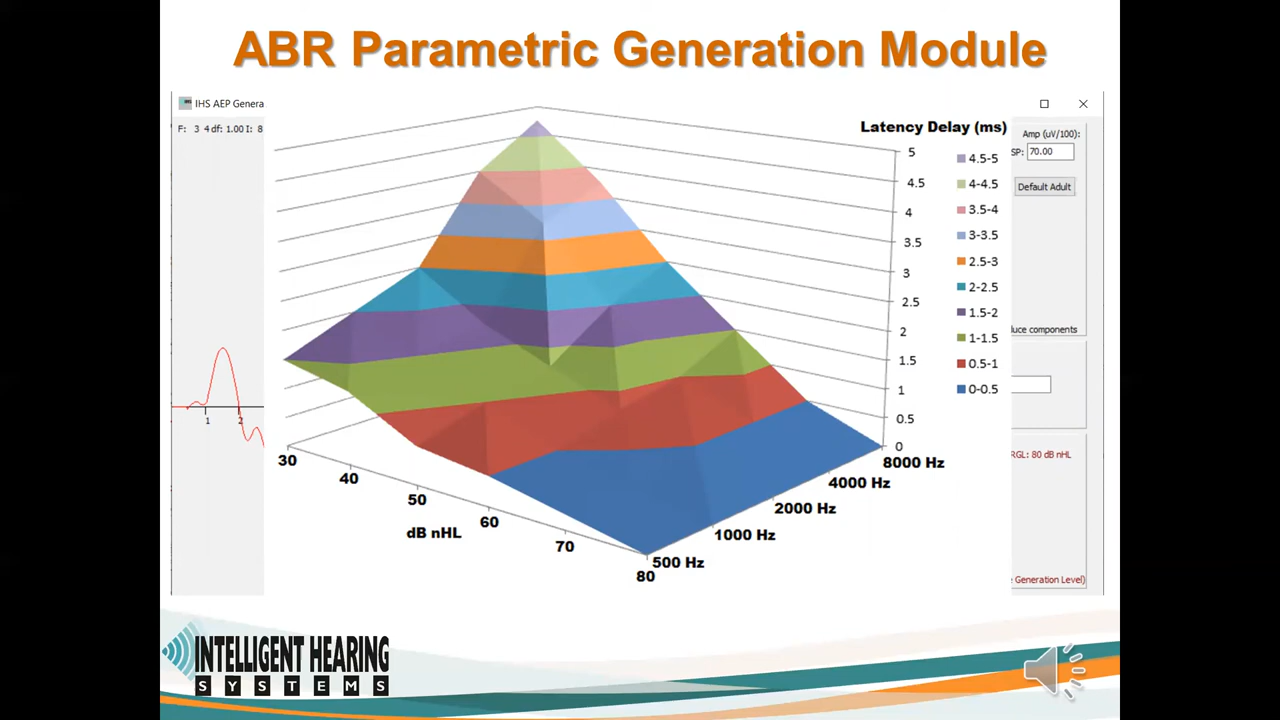 ABR Parametric Generation Module
IHS AEP Genera
F: 3 4 df: 1.00 I: 8
Latency Delay (ms)
Amp (uV/100):
SP: 70.00
Default Adult
5
4.5
4
3.5
3
2.5
2
1.5
1
0.5
0
4.5-5
4-4.5
3.5-4
3-3.5
2.5-3
2-2.5
1.5-2
1-1.5
0.5-1
0-0.5
uce components
1 2
RGL: 80 dB nHL
30
40
50
60
70
80
dB nHL
8000 Hz
4000 Hz
2000 Hz
1000 Hz
500 Hz
Generation Level)
INTELLIGENT HEARING
SYSTEMS